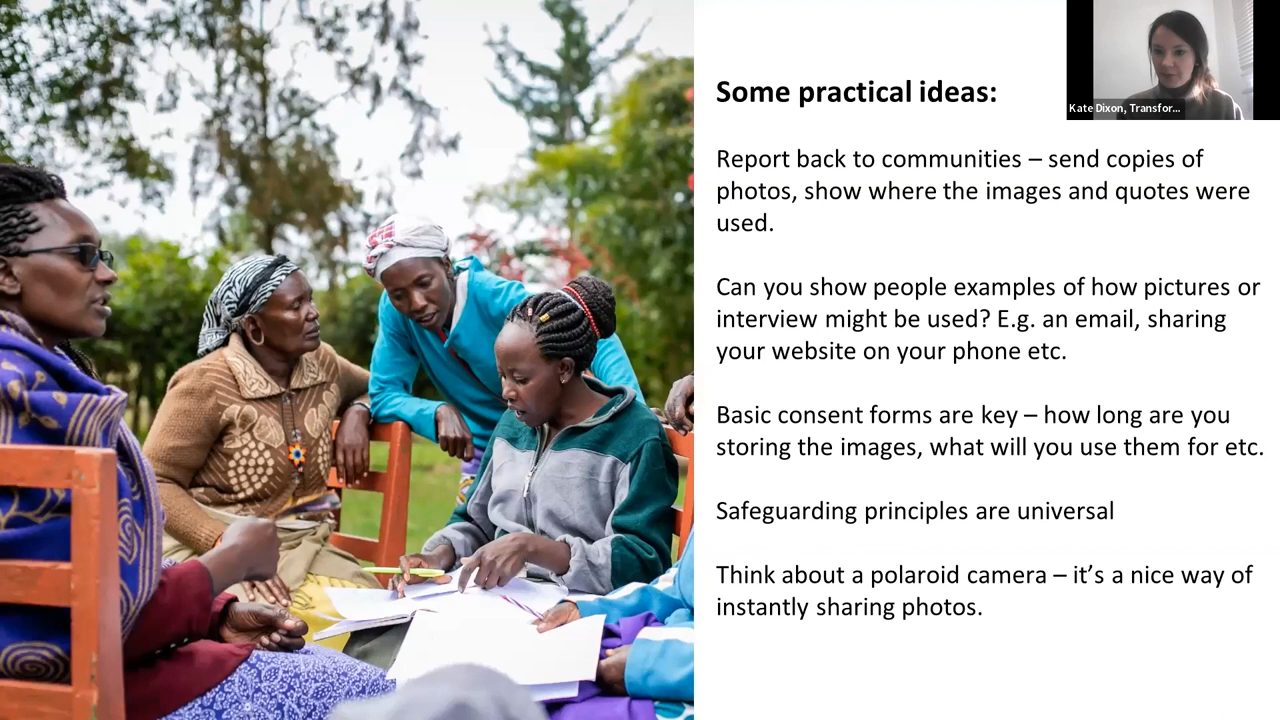 Some practical ideas:
Kate Dixon, Transfor...
Report back to communities – send copies of
photos, show where the images and quotes were
used.
Can you show people examples of how pictures or
interview might be used? E.g. an email, sharing
your website on your phone etc.
Basic consent forms are key – how long are you
storing the images, what will you use them for etc.
Safeguarding principles are universal
Think about a polaroid camera – it’s a nice way of
instantly sharing photos.